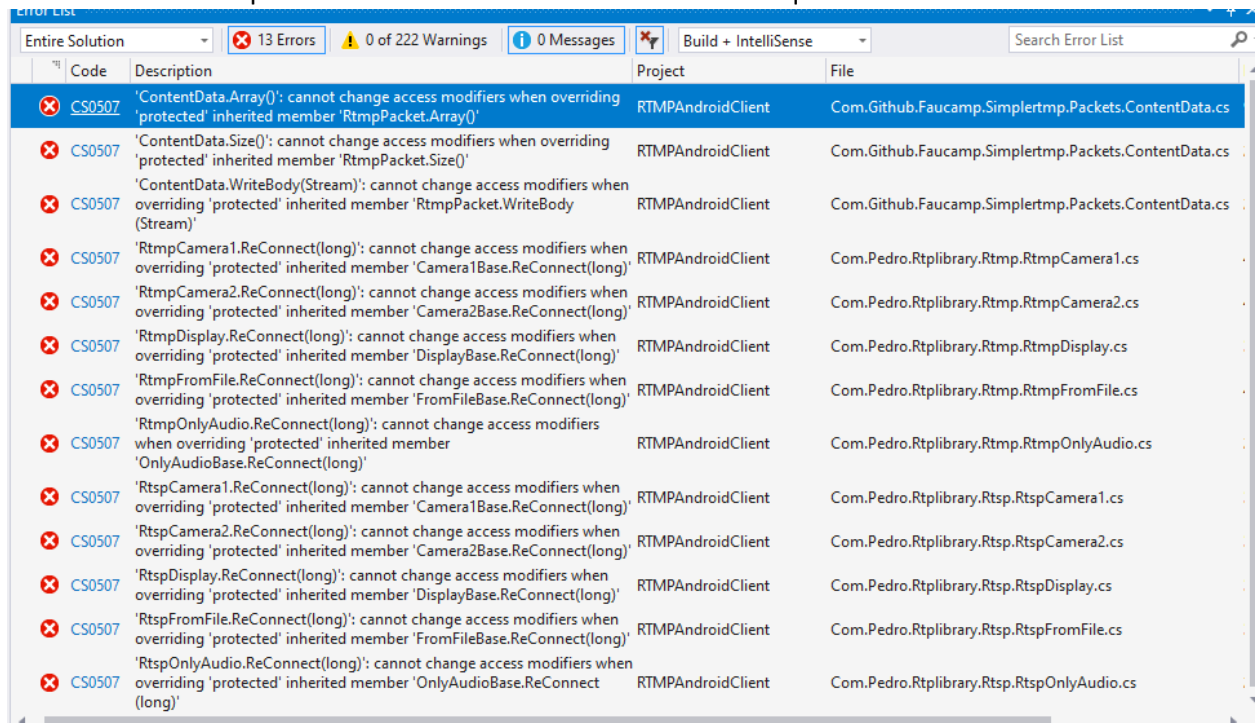 Error List
Entire Solution 13 Errors 0 of 222 Warnings 0 Messages Build + IntelliSense Search Error List
Code Description Project File
CS0507 'ContentData.Array()': cannot change access modifiers when overriding RTMPAndroidClient Com.Github.Faucamp.Simplertmp.Packets.ContentData.cs
'protected' inherited member 'RtmpPacket.Array()'
CS0507 'ContentData.Size()': cannot change access modifiers when overriding RTMPAndroidClient Com.Github.Faucamp.Simplertmp.Packets.ContentData.cs
'protected' inherited member 'RtmpPacket.Size()'
'ContentData.WriteBody(Stream)': cannot change access modifiers when
CS0507 overriding 'protected' inherited member 'RtmpPacket.WriteBody RTMPAndroidClient Com.Github.Faucamp.Simplertmp.Packets.ContentData.cs
(Stream)'
CS0507 'RtmpCamera1.ReConnect(long)': cannot change access modifiers when RTMPAndroidClient Com.Pedro.Rtplibrary.Rtmp.RtmpCamera1.cs
overriding 'protected' inherited member 'Camera1Base.ReConnect(long)'
CS0507 'RtmpCamera2.ReConnect(long)': cannot change access modifiers when RTMPAndroidClient Com.Pedro.Rtplibrary.Rtmp.RtmpCamera2.cs
overriding 'protected' inherited member 'Camera2Base.ReConnect(long)'
CS0507 'RtmpDisplay.ReConnect(long)': cannot change access modifiers when RTMPAndroidClient Com.Pedro.Rtplibrary.Rtmp.RtmpDisplay.cs
overriding 'protected' inherited member 'DisplayBase.ReConnect(long)'
CS0507 'RtmpFromFile.ReConnect(long)': cannot change access modifiers when RTMPAndroidClient Com.Pedro.Rtplibrary.Rtmp.RtmpFromFile.cs
overriding 'protected' inherited member 'FromFileBase.ReConnect(long)'
'RtmpOnlyAudio.ReConnect(long)': cannot change access modifiers
CS0507 when overriding 'protected' inherited member RTMPAndroidClient Com.Pedro.Rtplibrary.Rtmp.RtmpOnlyAudio.cs
'OnlyAudioBase.ReConnect(long)'
CS0507 'RtspCamera1.ReConnect(long)': cannot change access modifiers when RTMPAndroidClient Com.Pedro.Rtplibrary.Rtsp.RtspCamera1.cs
overriding 'protected' inherited member 'Camera1Base.ReConnect(long)'
CS0507 'RtspCamera2.ReConnect(long)': cannot change access modifiers when RTMPAndroidClient Com.Pedro.Rtplibrary.Rtsp.RtspCamera2.cs
overriding 'protected' inherited member 'Camera2Base.ReConnect(long)'
CS0507 'RtspDisplay.ReConnect(long)': cannot change access modifiers when RTMPAndroidClient Com.Pedro.Rtplibrary.Rtsp.RtspDisplay.cs
overriding 'protected' inherited member 'DisplayBase.ReConnect(long)'
CS0507 'RtspFromFile.ReConnect(long)': cannot change access modifiers when RTMPAndroidClient Com.Pedro.Rtplibrary.Rtsp.RtspFromFile.cs
overriding 'protected' inherited member 'FromFileBase.ReConnect(long)'
'RtspOnlyAudio.ReConnect(long)': cannot change access modifiers when
CS0507 overriding 'protected' inherited member 'OnlyAudioBase.ReConnect RTMPAndroidClient Com.Pedro.Rtplibrary.Rtsp.RtspOnlyAudio.cs
(long)'